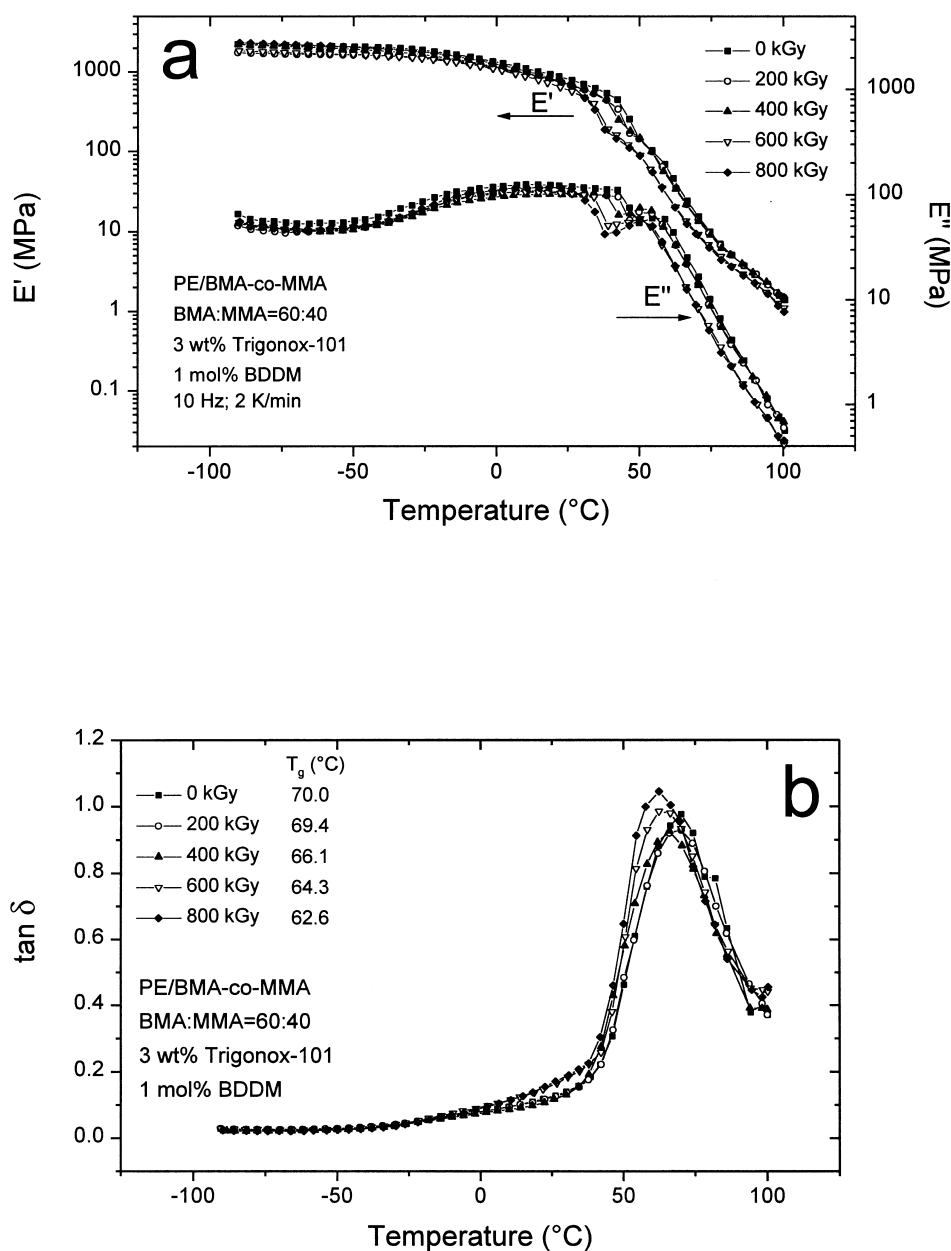 a
E'
E"
0 kGy
200 kGy
400 kGy
600 kGy
800 kGy
PE/BMA-co-MMA
BMA:MMA=60:40
3 wt% Trigonox-101
1 mol% BDDM
10 Hz; 2 K/min
1000
100
10
1
0.1
E' (MPa)
1000
100
10
1
E" (MPa)
-100
-50
0
50
100
Temperature (°C)
b
Tg (°C)
0 kGy 70.0
200 kGy 69.4
400 kGy 66.1
600 kGy 64.3
800 kGy 62.6
PE/BMA-co-MMA
BMA:MMA=60:40
3 wt% Trigonox-101
1 mol% BDDM
1.2
1.0
0.8
0.6
0.4
0.2
0.0
tan δ
-100
-50
0
50
100
Temperature (°C)